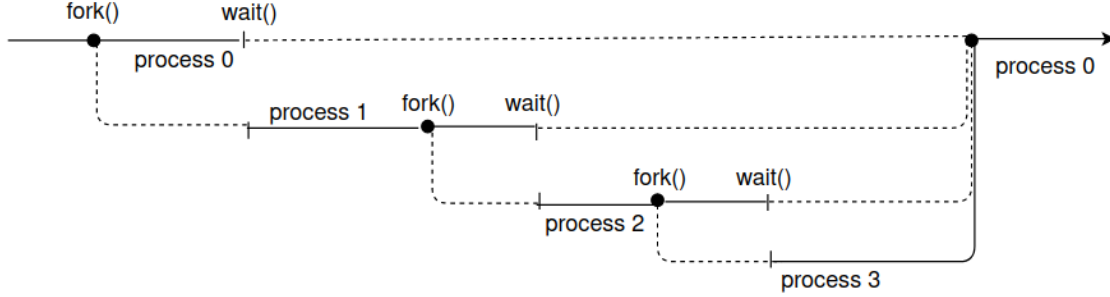 fork()
wait()
process 0
process 0
process 1
fork()
wait()
fork()
wait()
process 2
process 3